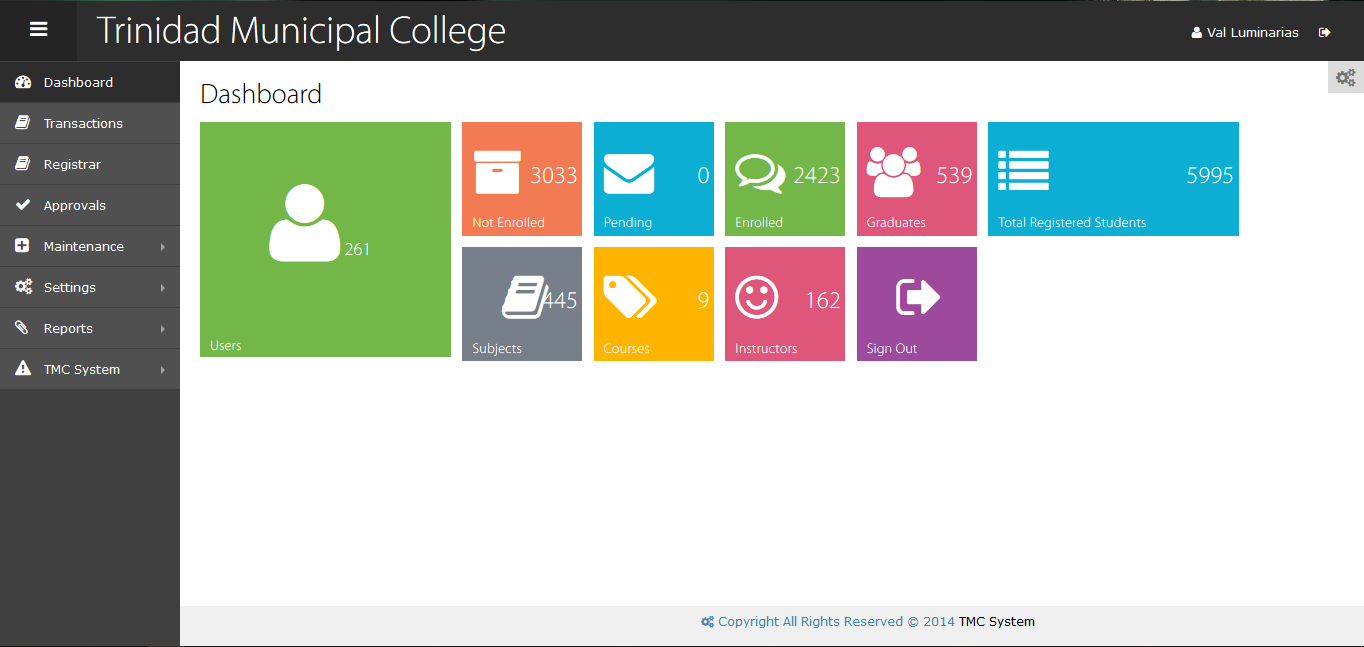 Trinidad Municipal College
Val Luminarias
Dashboard
Transactions
Registrar
Approvals
Maintenance
Settings
Reports
TMC System
Dashboard
261
Users
3033
Not Enrolled
0
Pending
2423
Enrolled
539
Graduates
5995
Total Registered Students
445
Subjects
9
Courses
162
Instructors
Sign Out
Copyright All Rights Reserved © 2014 TMC System